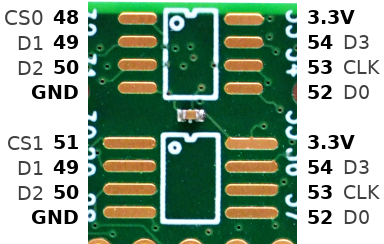 CS0 48 3.3V
D1 49 54 D3
D2 50 53 CLK
GND 52 D0
CS1 51 3.3V
D1 49 54 D3
D2 50 53 CLK
GND 52 D0